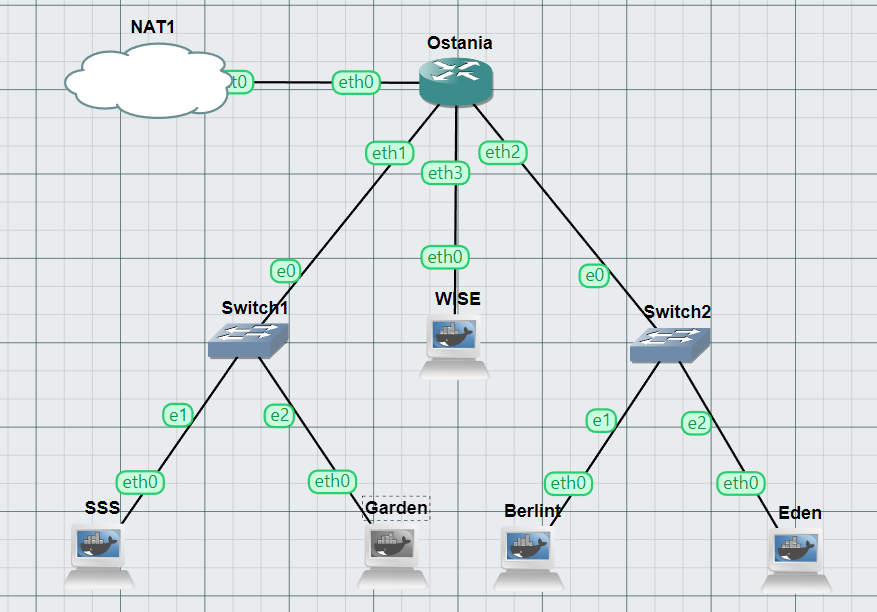 NAT1
Ostania
t0
eth0
eth1
eth2
eth3
eth0
e0
e0
Switch1
WISE
Switch2
e1
e2
e1
e2
eth0
eth0
eth0
eth0
SSS
Garden
Berlint
Eden